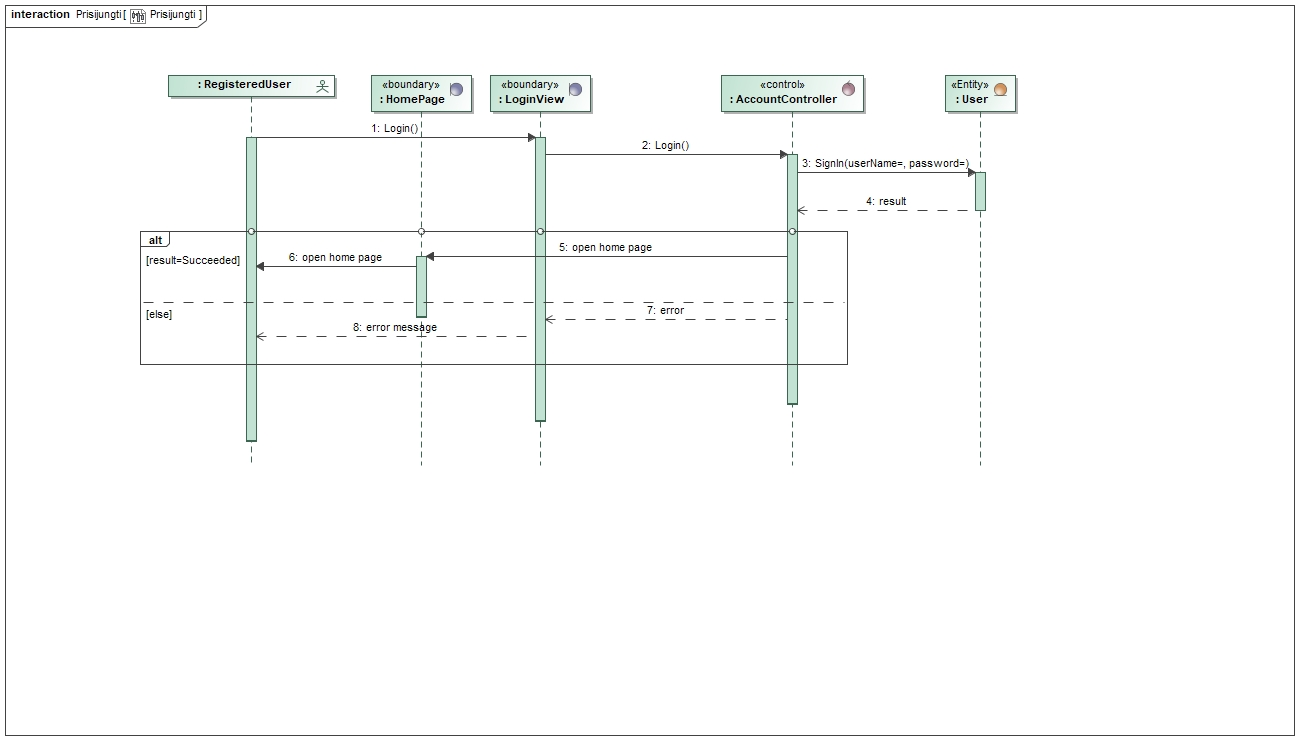 interaction Prisijungti [ Prisijungti ]
: RegisteredUser
«boundary»
: HomePage
«boundary»
: LoginView
«control»
: AccountController
«Entity»
: User
1: Login()
2: Login()
3: SignIn(userName=, password=)
4: result
alt
5: open home page
[result=Succeeded]
6: open home page
[else]
7: error
8: error message